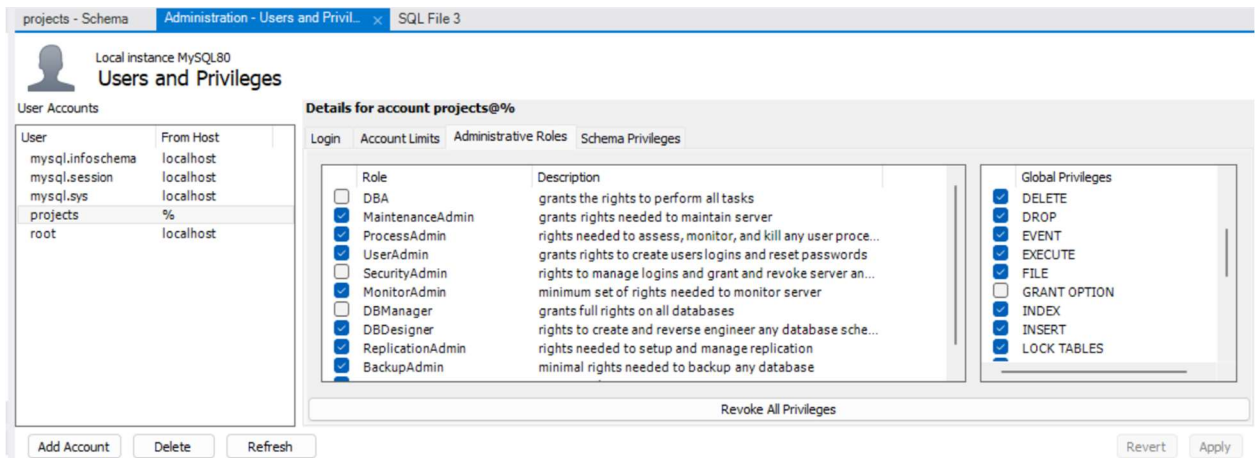 projects - Schema Administration - Users and Privil... SQL File 3
Local instance MySQL80
Users and Privileges
User Accounts
User From Host
mysql.infoschema localhost
mysql.session localhost
mysql.sys localhost
projects %
root localhost
Add Account Delete Refresh
Details for account projects@%
Login Account Limits Administrative Roles Schema Privileges
Role Description
DBA grants the rights to perform all tasks
MaintenanceAdmin grants rights needed to maintain server
ProcessAdmin rights needed to assess, monitor, and kill any user proce...
UserAdmin grants rights to create users logins and reset passwords
SecurityAdmin rights to manage logins and grant and revoke server an...
MonitorAdmin minimum set of rights needed to monitor server
DBManager grants full rights on all databases
DBDesigner rights to create and reverse engineer any database sche...
ReplicationAdmin rights needed to setup and manage replication
BackupAdmin minimal rights needed to backup any database
Global Privileges
DELETE
DROP
EVENT
EXECUTE
FILE
GRANT OPTION
INDEX
INSERT
LOCK TABLES
Revoke All Privileges
Revert Apply